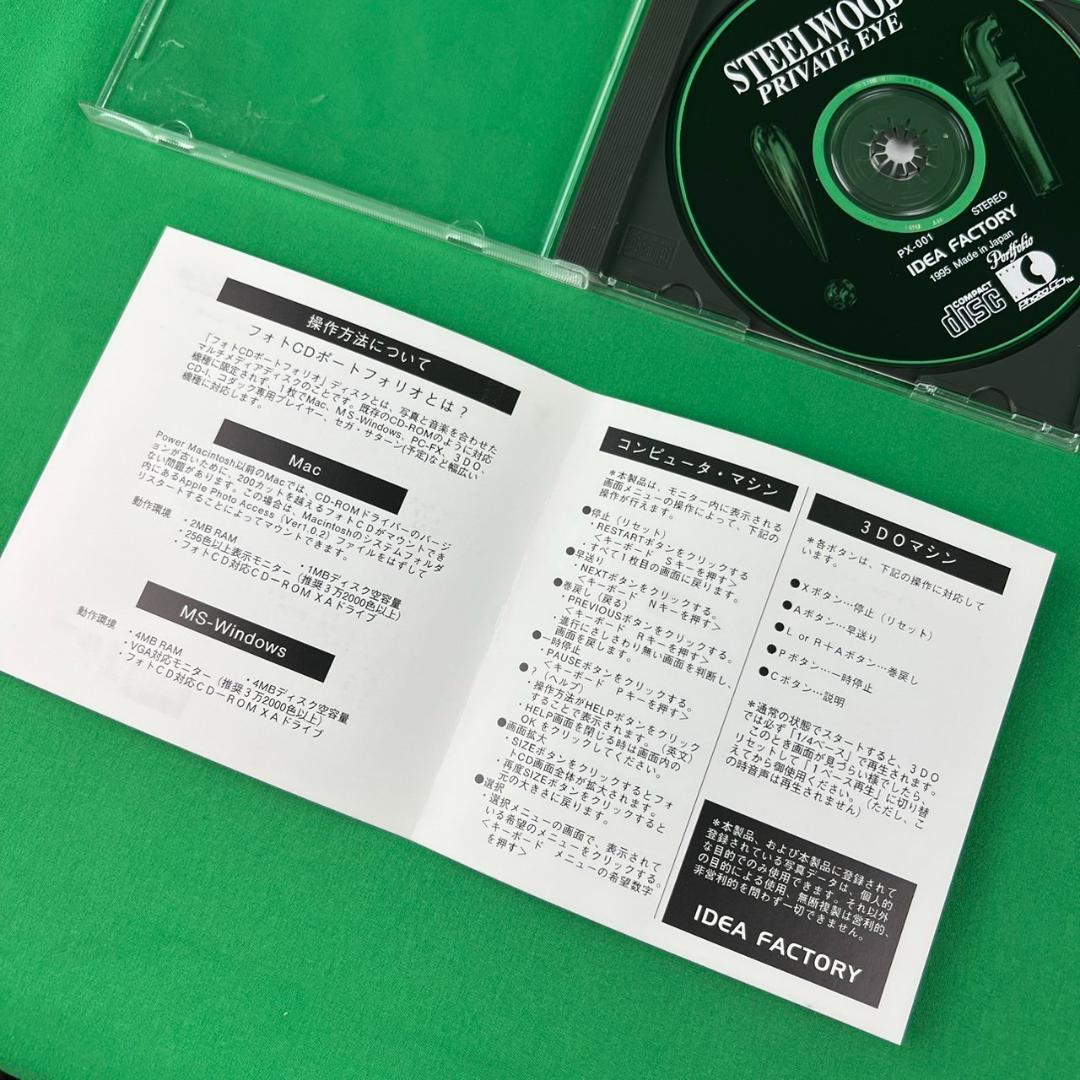 STEELWOOD
PRIVATE EYE
STEREO
PX-001
IDEA FACTORY
1995 Made in Japan
COMPACT
disc
Portfolio
photoCD™
操作方法について
フォトCDポートフォリオとは？
「フォトCDポートフォリオ」ディスクとは、写真と音楽を合わせた
マルチメディアディスクのことです。既存のCD-ROMのように対応
機種に限定されず、1枚でMac、MS-Windows、PC-FX、3DO、
CD-I、コダック専用プレイヤー、セガ・サターン(予定)など幅広い
機種に対応します。
Mac
Power Macintosh以前のMacでは、CD-ROMドライバーのバージ
ョンが古いために、200カットを越えるフォトCDがマウントでき
ない問題があります。この場合は、Macintoshのシステムフォルダ
内にあるApple Photo Access（Ver1.0.2）ファイルをはずして
リスタートすることによってマウントできます。
動作環境
・2MB RAM
・1MBディスク空容量
・256色以上表示モニター（推奨３万2000色以上）
・フォトCD対応CD－ROM XAドライブ
MS-Windows
動作環境
・4MB RAM
・4MBディスク空容量
・VGA対応モニター（推奨３万2000色以上）
・フォトCD対応CD－ROM XAドライブ
コンピュータ・マシン
＊本製品は、モニター内に表示される
画面メニューの操作によって、下記の
操作が行えます。
●停止（リセット）
・RESTARTボタンをクリックする
＜キーボード　Sキーを押す＞
すべて１枚目の画面に戻ります。
●早送り
・NEXTボタンをクリックする。
＜キーボード　Nキーを押す＞
●巻戻し（戻る）
・PREVIOUSボタンをクリックする。
＜キーボード　Rキーを押す＞
・進行にさしさわり無い画面を判断し、
画面を戻します。
●一時停止
・PAUSEボタンをクリックする。
＜キーボード　Pキーを押す＞
●？（ヘルプ）
・操作方法がHELPボタンをクリック
することで表示されます。（英文）
・HELP画面を閉じる時は画面内の
OKをクリックしてください。
●画面拡大
・SIZEボタンをクリックするとフォ
トCD画面全体が拡大されます。
・再度SIZEボタンをクリックすると
元の大きさに戻ります。
●選択
・選択メニューの画面で、表示されて
いる希望のメニューをクリックする。
＜キーボード　メニューの希望数字
を押す＞
３ＤＯマシン
＊各ボタンは、下記の操作に対応して
います。
●Ｘボタン…停止（リセット）
●Ａボタン…早送り
●Ｌ or Ｒ＋Ａボタン…巻戻し
●Ｐボタン…一時停止
●Ｃボタン…説明
＊通常の状態でスタートすると、３ＤＯ
では必ず「1/4ベース」で再生されます。
このとき画面が見づらい様でしたら、
リセットして「１ベース再生」に切り替
えてから御使用ください。（ただし、こ
の時音声は再生されません）
＊本製品、および本製品に登録されて
登録されている写真データは、個人的
な目的でのみ使用できます。それ以外
の目的による使用、無断複製は営利的、
非営利的を問わず一切できません。
IDEA FACTORY